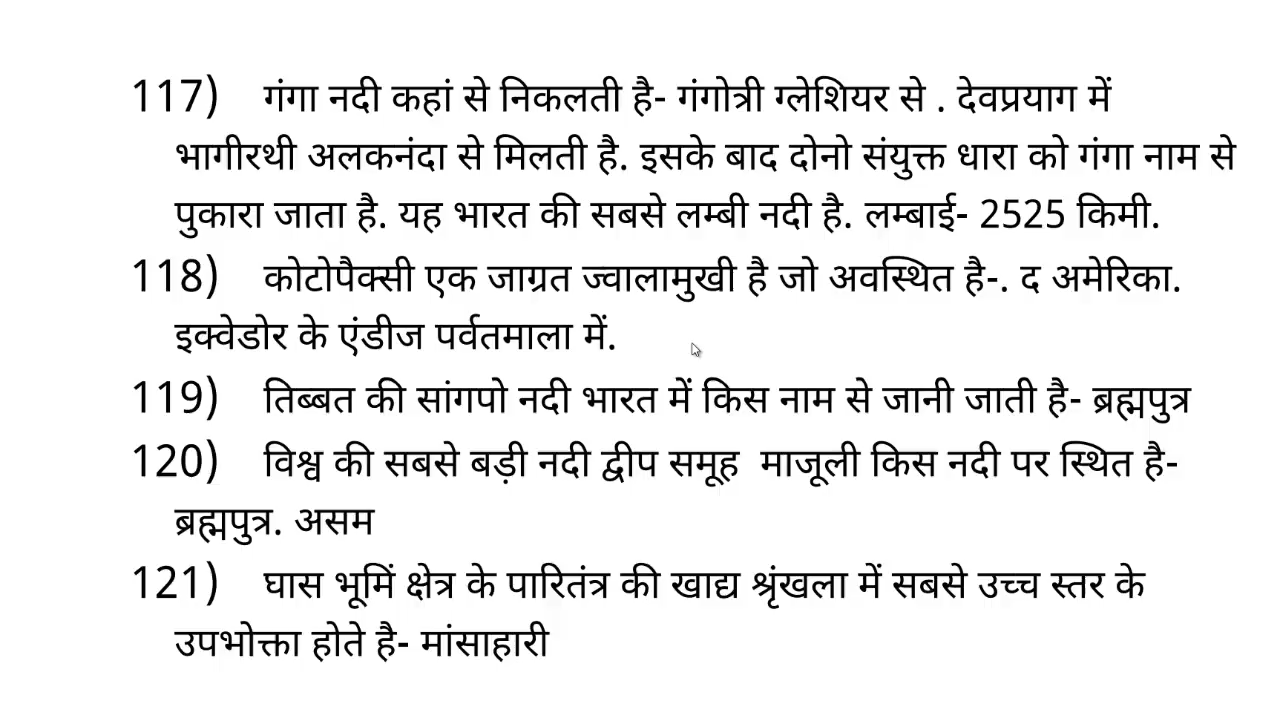 117) गंगा नदी कहां से निकलती है- गंगोत्री ग्लेशियर से . देवप्रयाग में
भागीरथी अलकनंदा से मिलती है. इसके बाद दोनो संयुक्त धारा को गंगा नाम से
पुकारा जाता है. यह भारत की सबसे लम्बी नदी है. लम्बाई- 2525 किमी.
118) कोटोपैक्सी एक जाग्रत ज्वालामुखी है जो अवस्थित है-. द अमेरिका.
इक्वेडोर के एंडीज पर्वतमाला में.
119) तिब्बत की सांगपो नदी भारत में किस नाम से जानी जाती है- ब्रह्मपुत्र
120) विश्व की सबसे बड़ी नदी द्वीप समूह माजूली किस नदी पर स्थित है-
ब्रह्मपुत्र. असम
121) घास भूमिं क्षेत्र के पारितंत्र की खाद्य श्रृंखला में सबसे उच्च स्तर के
उपभोक्ता होते है- मांसाहारी